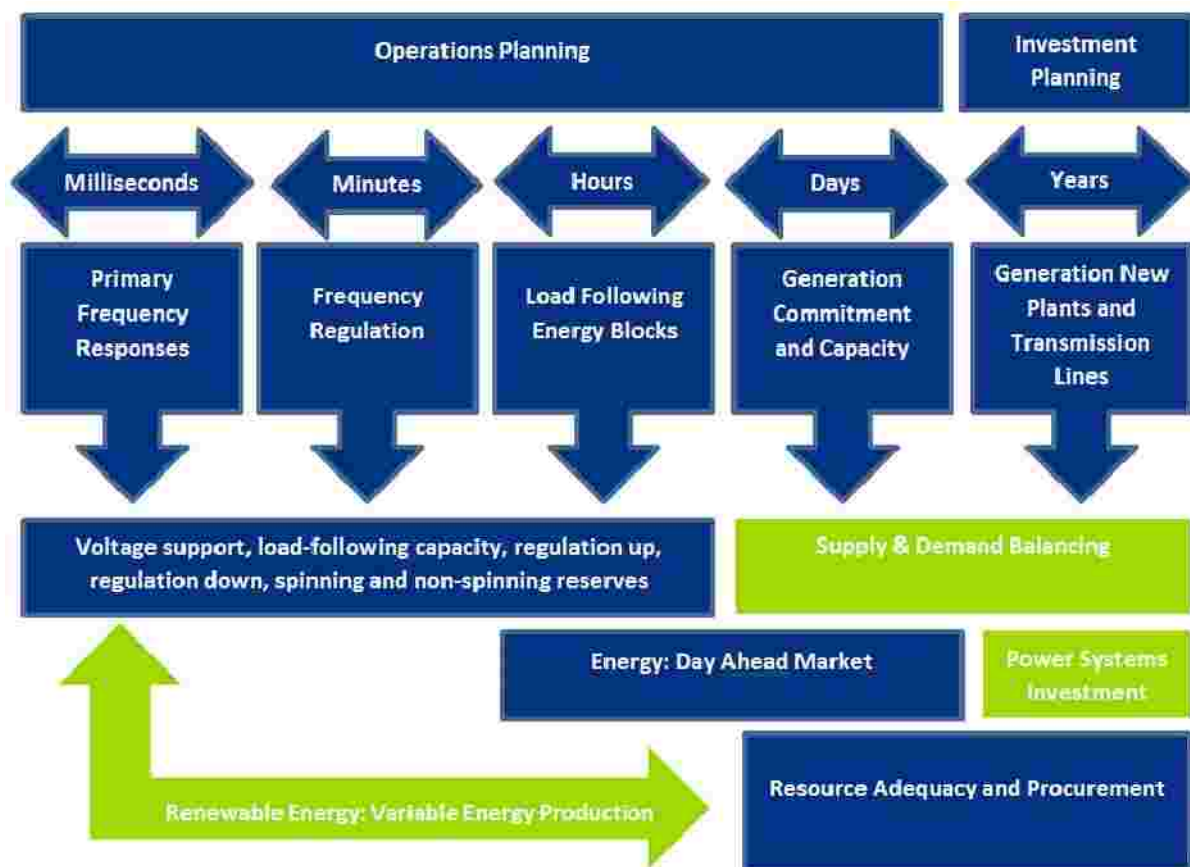 Operations Planning
Investment
Planning
Milliseconds
Minutes
Hours
Days
Years
Primary
Frequency
Responses
Frequency
Regulation
Load Following
Energy Blocks
Generation
Commitment
and Capacity
Generation New
Plants and
Transmission
Lines
Voltage support, load-following capacity, regulation up,
regulation down, spinning and non-spinning reserves
Supply & Demand Balancing
Energy: Day Ahead Market
Power Systems
Investment
Resource Adequacy and Procurement
Renewable Energy: Variable Energy Production